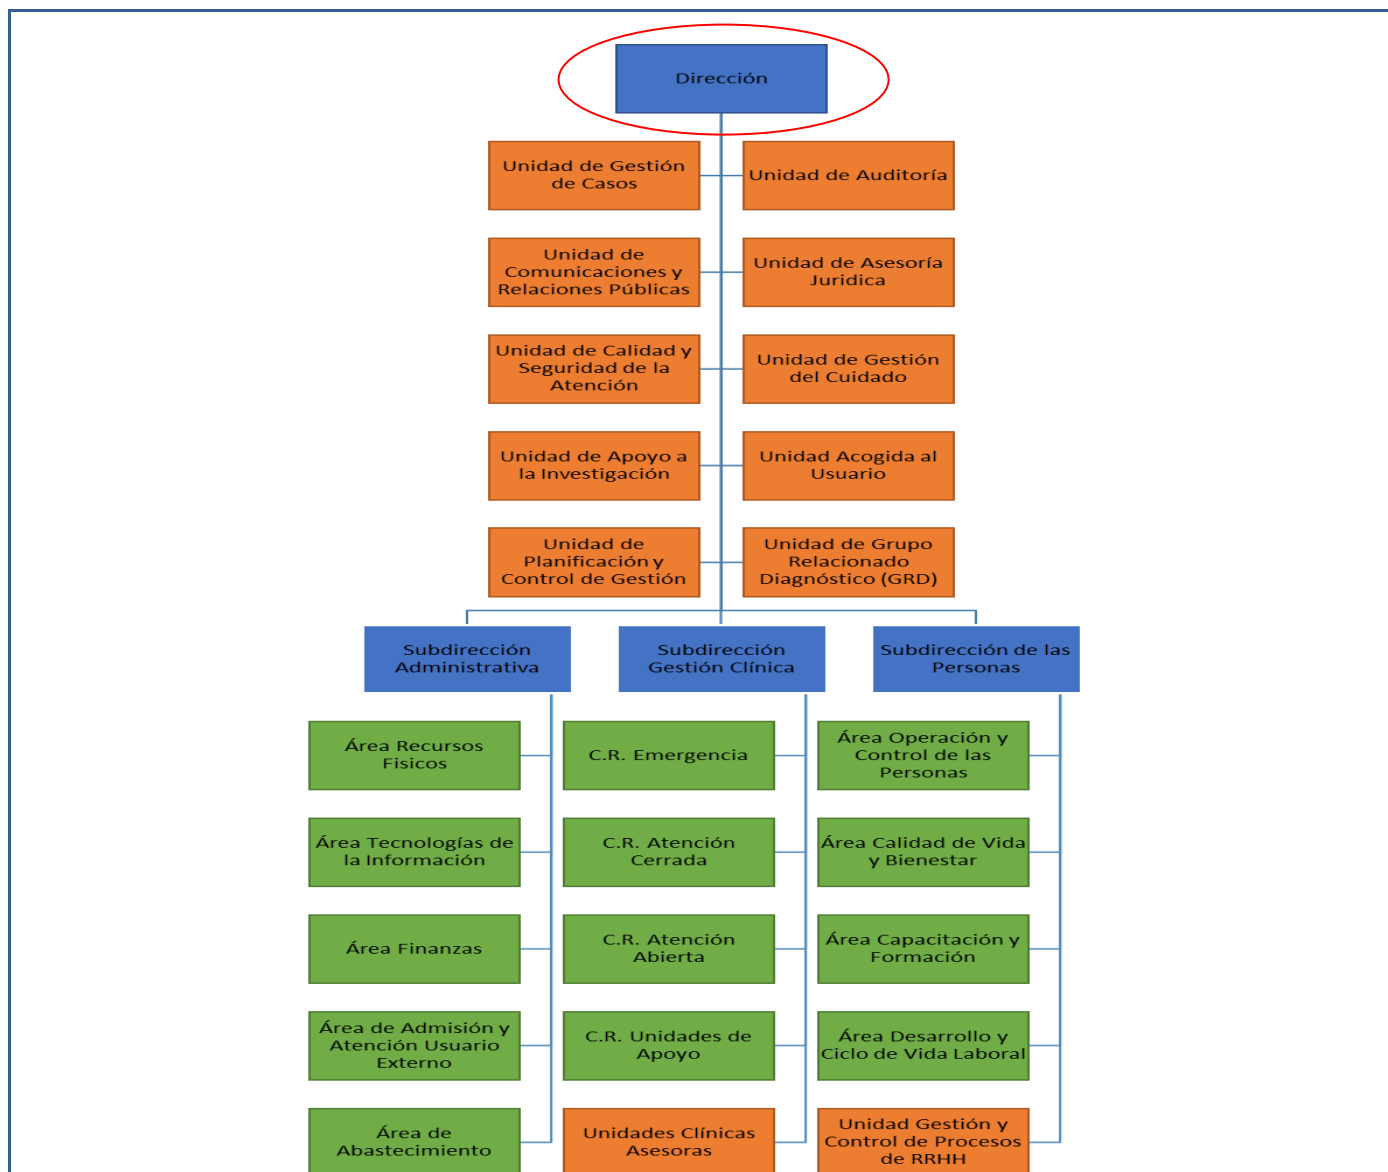 Dirección
Unidad de Gestión
de Casos
Unidad de Auditoría
Unidad de
Comunicaciones y
Relaciones Públicas
Unidad de Asesoría
Juridica
Unidad de Calidad y
Seguridad de la
Atención
Unidad de Gestión
del Cuidado
Unidad de Apoyo a
la Investigación
Unidad Acogida al
Usuario
Unidad de
Planificación y
Control de Gestión
Unidad de Grupo
Relacionado
Diagnóstico (GRD)
Subdirección
Administrativa
Subdirección
Gestión Clínica
Subdirección de las
Personas
Área Recursos
Fisicos
C.R. Emergencia
Área Operación y
Control de las
Personas
Área Tecnologías de
la Información
C.R. Atención
Cerrada
Área Calidad de Vida
y Bienestar
Área Finanzas
C.R. Atención
Abierta
Área Capacitación y
Formación
Área de Admisión y
Atención Usuario
Externo
C.R. Unidades de
Apoyo
Área Desarrollo y
Ciclo de Vida Laboral
Área de
Abastecimiento
Unidades Clínicas
Asesoras
Unidad Gestión y
Control de Procesos
de RRHH